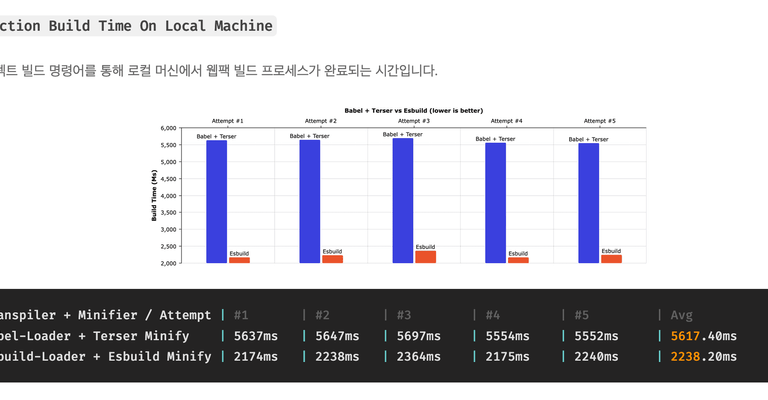 ction Build Time On Local Machine
젝트 빌드 명령어를 통해 로컬 머신에서 웹팩 빌드 프로세스가 완료되는 시간입니다.
Babel + Terser vs Esbuild (lower is better)
Attempt #1 Attempt #2 Attempt #3 Attempt #4 Attempt #5
6,000
5,500
5,000
4,500
4,000
3,500
3,000
2,500
2,000
Build Time (Ms)
Babel + Terser Babel + Terser Babel + Terser Babel + Terser Babel + Terser
Esbuild Esbuild Esbuild Esbuild Esbuild
anspiler + Minifier / Attempt | #1 | #2 | #3 | #4 | #5 | Avg
bel-Loader + Terser Minify | 5637ms | 5647ms | 5697ms | 5554ms | 5552ms | 5617.40ms
build-Loader + Esbuild Minify | 2174ms | 2238ms | 2364ms | 2175ms | 2240ms | 2238.20ms